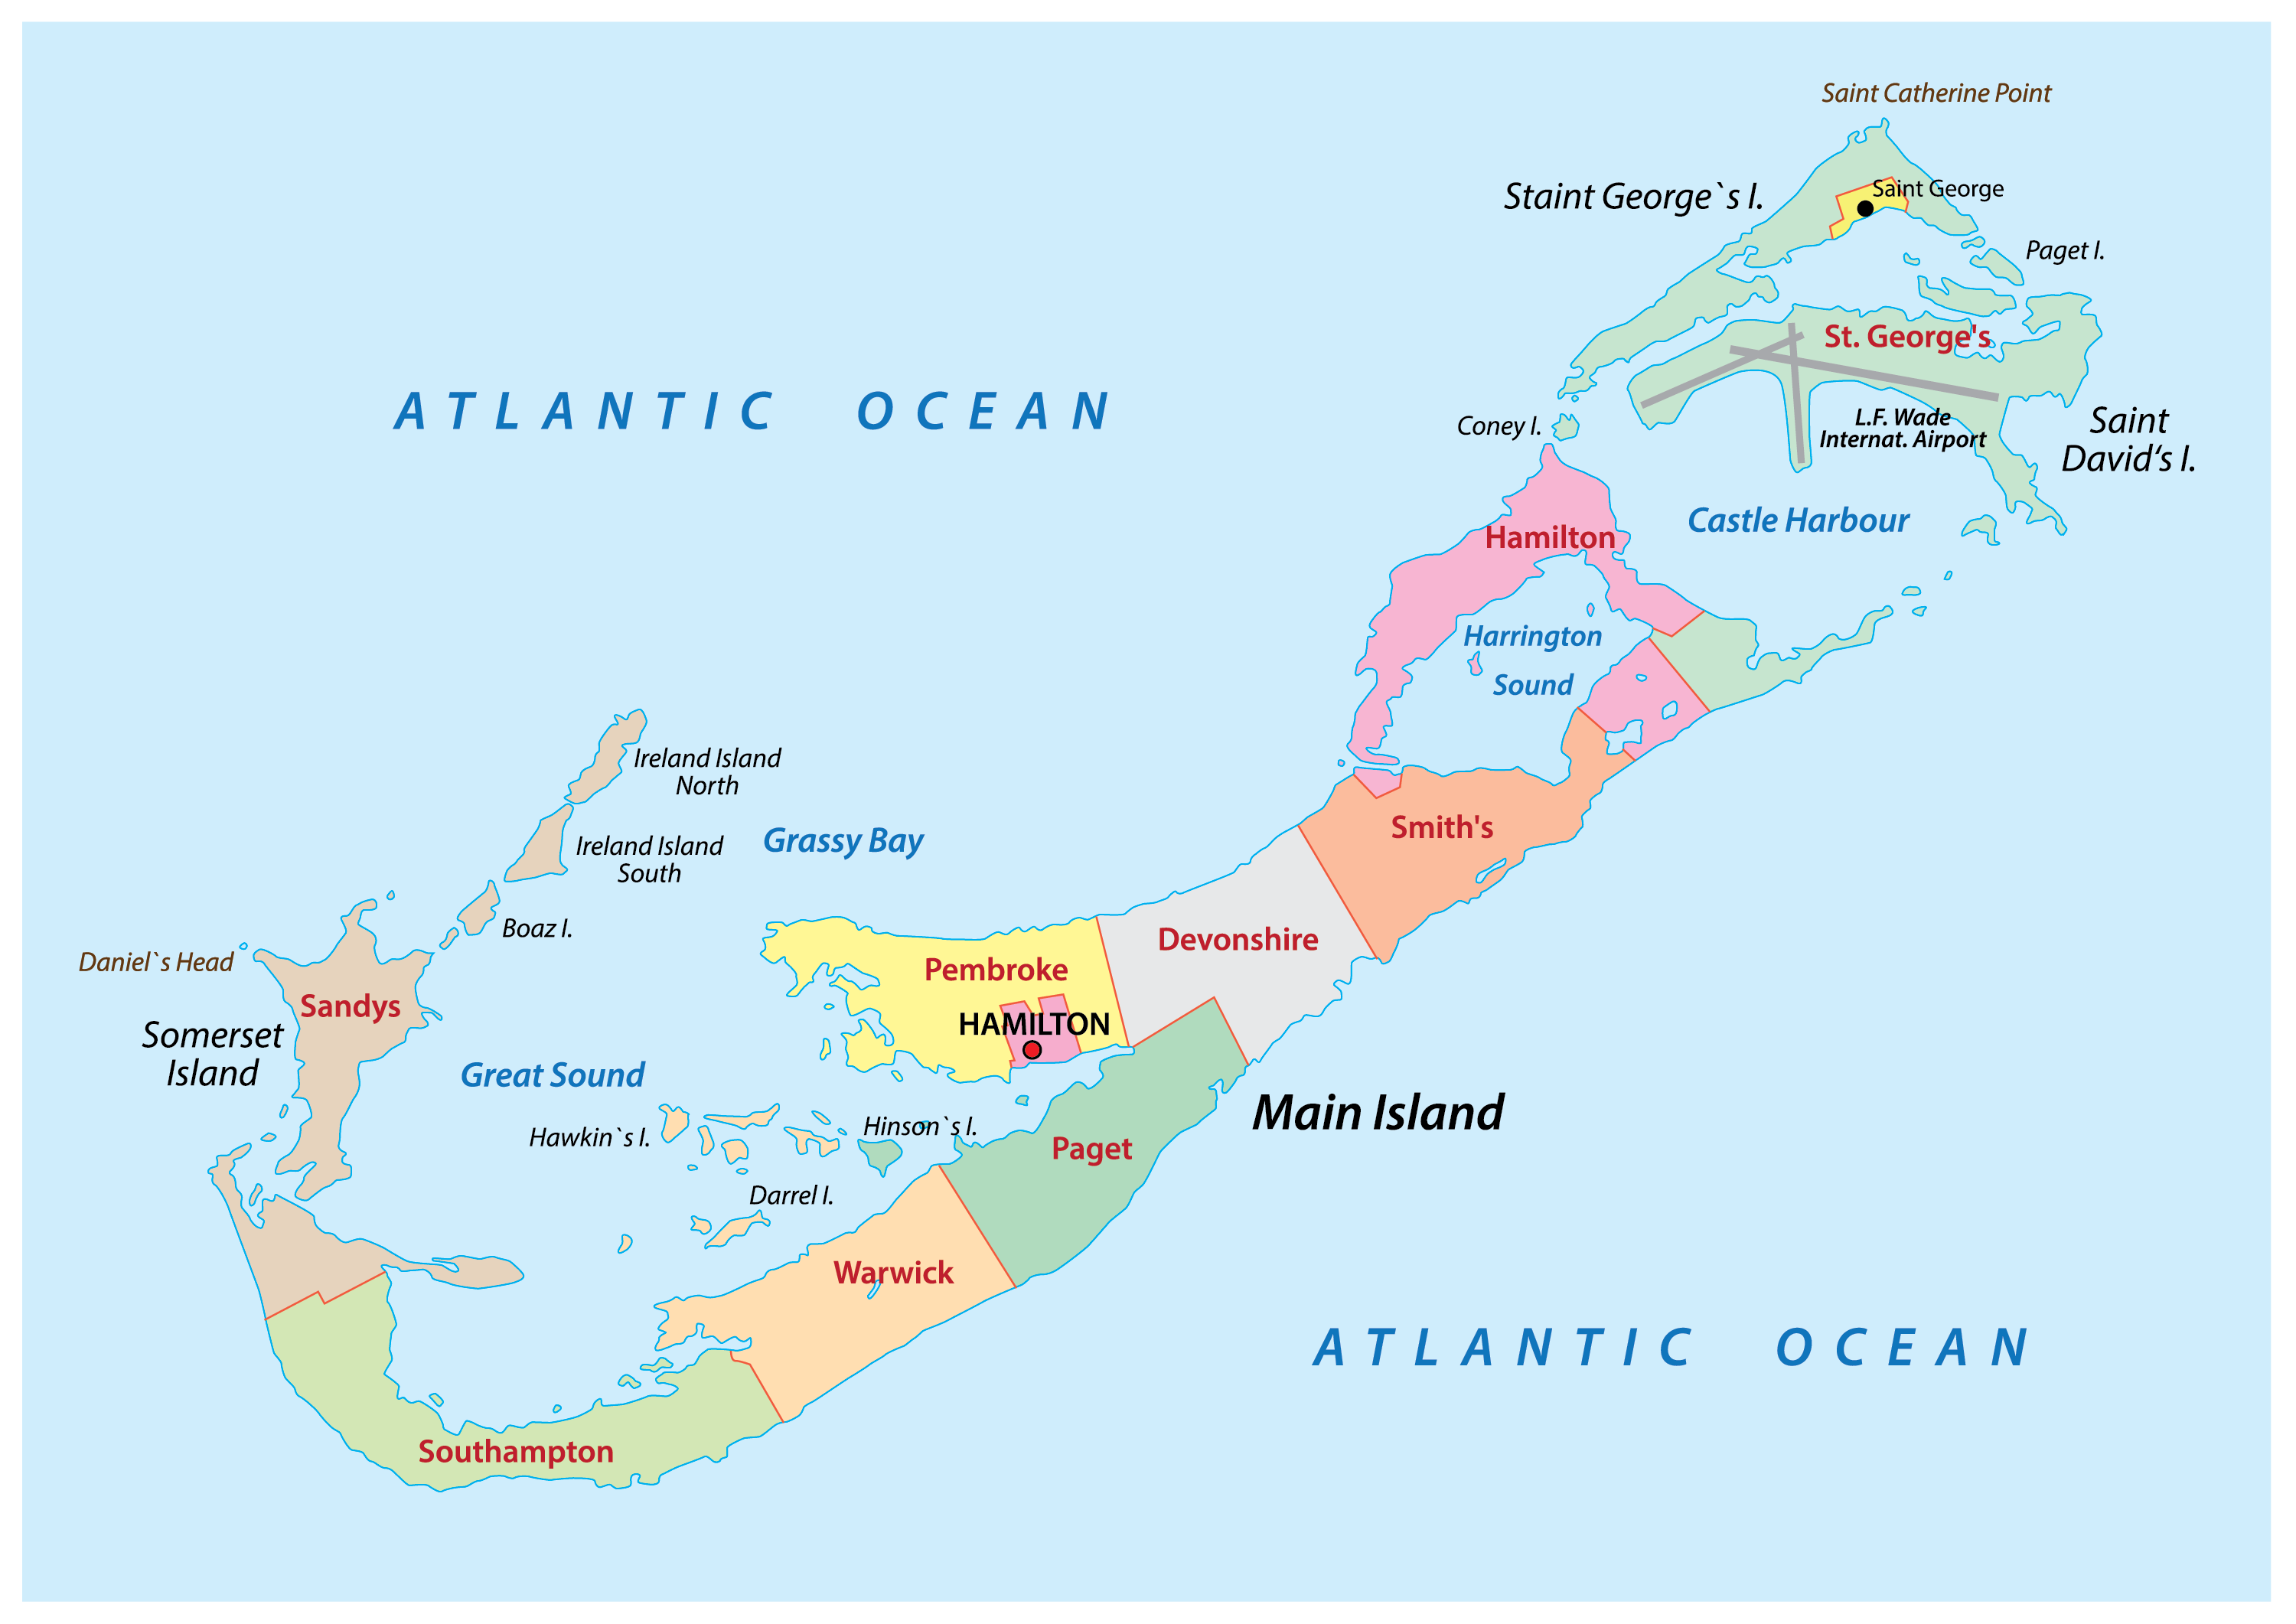 Saint Catherine Point
Staint George`s I.
Saint George
Paget I.
St. George's
ATLANTIC OCEAN
Coney I.
L.F. Wade
Internat. Airport
Saint
David‘s I.
Castle Harbour
Hamilton
Harrington
Sound
Ireland Island
North
Smith's
Grassy Bay
Ireland Island
South
Boaz I.
Devonshire
Daniel`s Head
Pembroke
Sandys
HAMILTON
Somerset
Island
Great Sound
Main Island
Hinson`s I.
Hawkin`s I.
Paget
Darrel I.
Warwick
ATLANTIC OCEAN
Southampton